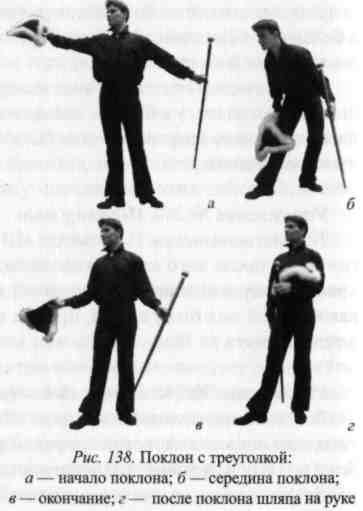 а
б
в
г
Рис. 138. Поклон с треуголкой:
а — начало поклона; б — середина поклона;
в — окончание; г — после поклона шляпа на руке